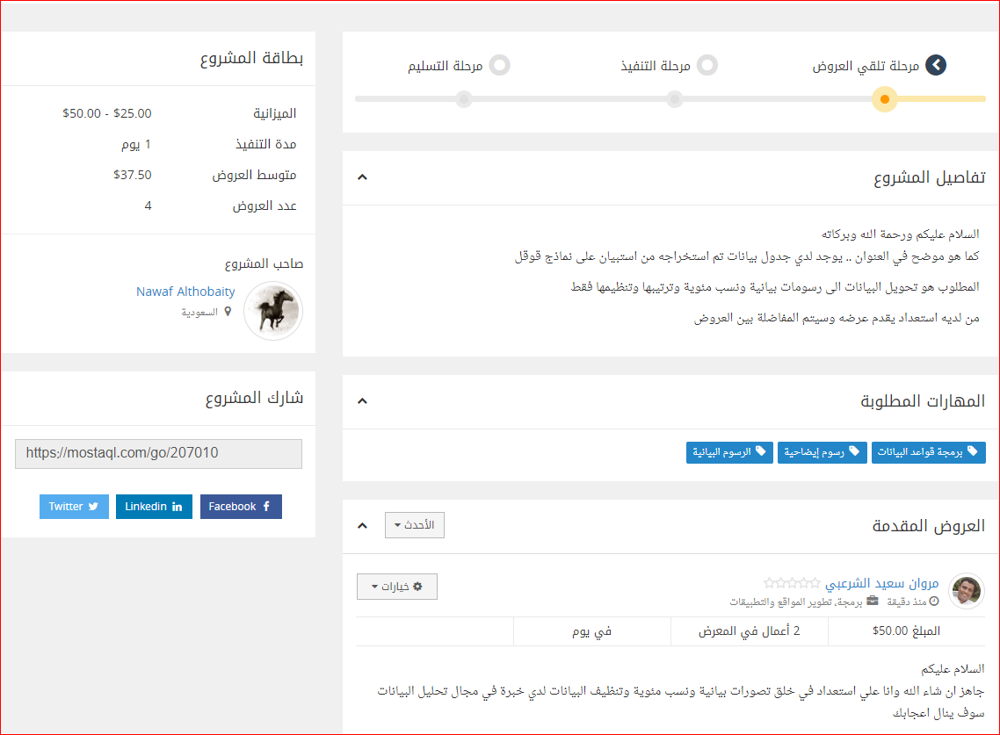 مرحلة تلقي العروض
مرحلة التنفيذ
مرحلة التسليم
تفاصيل المشروع
السلام عليكم ورحمة الله وبركاته
كما هو موضح في العنوان .. يوجد لدي جدول بيانات تم استخراجه من استبيان على نماذج قوقل
المطلوب هو تحويل البيانات الى رسومات بيانية ونسب مئوية وترتيبها وتنظيمها فقط
من لديه استعداد يقدم عرضه وسيتم المفاضلة بين العروض
المهارات المطلوبة
برمجة قواعد البيانات
رسوم إيضاحية
الرسوم البيانية
العروض المقدمة
الأحدث
مروان سعيد الشرعبي
منذ دقيقة برمجة، تطوير المواقع والتطبيقات
خيارات
المبلغ $50.00
2 أعمال في المعرض
في يوم
السلام عليكم
جاهز ان شاء الله وانا علي استعداد في خلق تصورات بيانية ونسب مئوية وتنظيف البيانات لدي خبرة في مجال تحليل البيانات
سوف ينال اعجابك
بطاقة المشروع
الميزانية $25.00 - $50.00
مدة التنفيذ 1 يوم
متوسط العروض $37.50
عدد العروض 4
صاحب المشروع
Nawaf Althobaity
السعودية
شارك المشروع
https://mostaql.com/go/207010
Facebook
Linkedin
Twitter